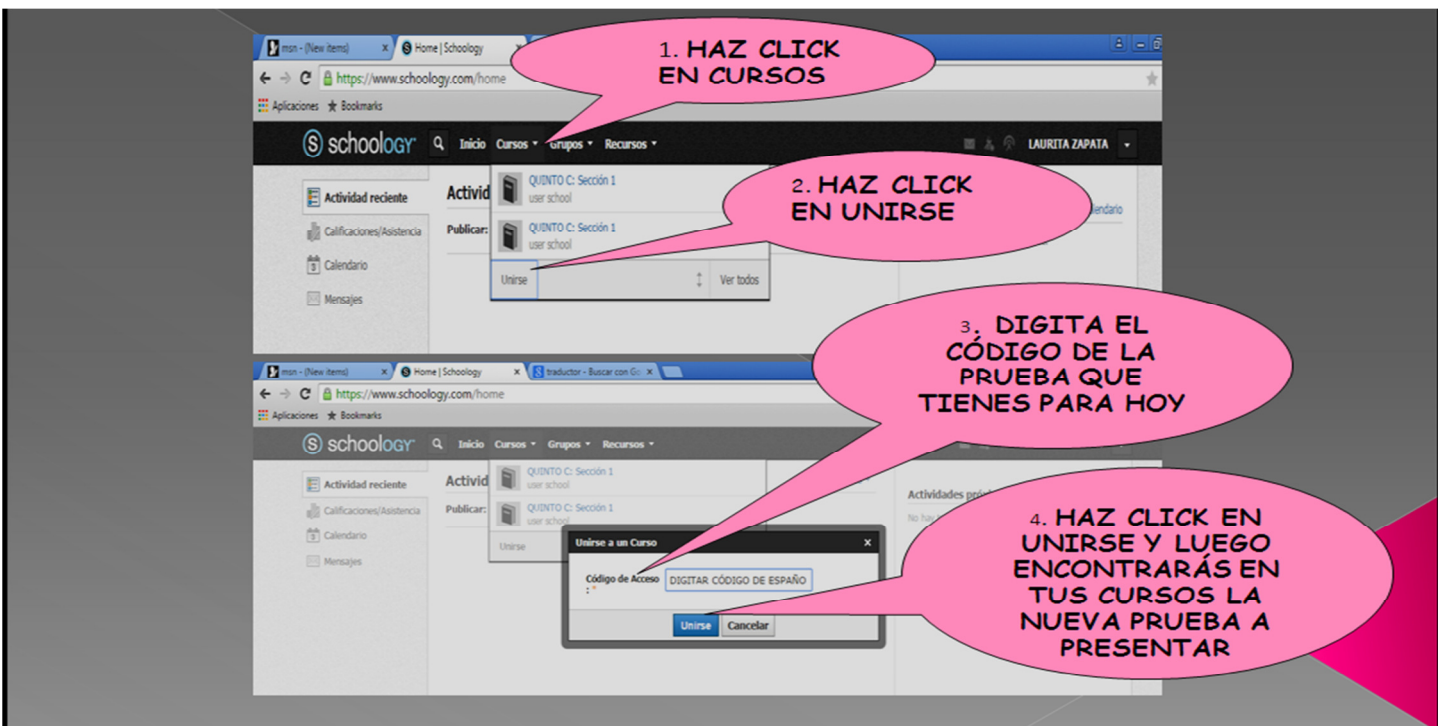 msn - (New items) x
Home | Schoology x
1. HAZ CLICK
EN CURSOS
https://www.schoology.com/home
Aplicaciones Bookmarks
schoology Inicio Cursos Grupos Recursos LAURITA ZAPATA
2. HAZ CLICK
EN UNIRSE
Actividad reciente
Calificaciones/Asistencia
Calendario
Mensajes
Activid
Publicar:
QUINTO C: Sección 1
user school
QUINTO C: Sección 1
user school
Unirse Ver todos
lendario
3. DIGITA EL
CÓDIGO DE LA
PRUEBA QUE
TIENES PARA HOY
msn - (New items) x
Home | Schoology x
traductor - Buscar con Go x
https://www.schoology.com/home
Aplicaciones Bookmarks
schoology Inicio Cursos Grupos Recursos
Actividad reciente
Calificaciones/Asistencia
Calendario
Mensajes
Activid
Publicar:
QUINTO C: Sección 1
user school
QUINTO C: Sección 1
user school
Unirse
Actividades
No hay
Unirse a un Curso x
Código de Acceso
: *
DIGITAR CÓDIGO DE ESPAÑO
Unirse Cancelar
4. HAZ CLICK EN
UNIRSE Y LUEGO
ENCONTRARÁS EN
TUS CURSOS LA
NUEVA PRUEBA A
PRESENTAR